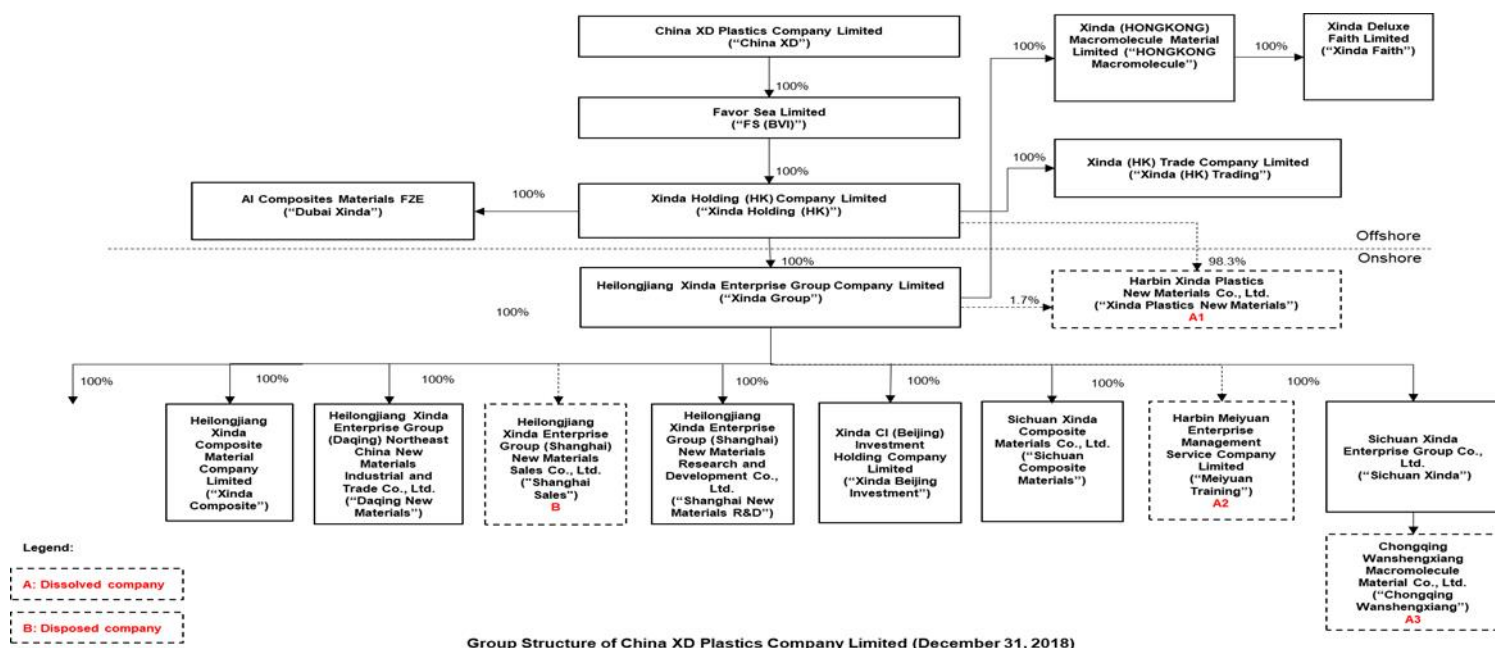 China XD Plastics Company Limited
(“China XD”)
100%
Favor Sea Limited
(“FS (BVI)”)
100%
Xinda Holding (HK) Company Limited
(“Xinda Holding (HK)”)
100%
AI Composites Materials FZE
(“Dubai Xinda”)
100%
Xinda (HONGKONG)
Macromolecule Material
Limited (“HONGKONG
Macromolecule”)
100%
Xinda Deluxe
Faith Limited
(“Xinda Faith”)
100%
Xinda (HK) Trade Company Limited
(“Xinda (HK) Trading”)
Offshore
Onshore
100%
98.3%
Heilongjiang Xinda Enterprise Group Company Limited
(“Xinda Group”)
1.7%
Harbin Xinda Plastics
New Materials Co., Ltd.
(“Xinda Plastics New Materials”)
A1
100%
100%
100%
100%
100%
100%
100%
100%
100%
Heilongjiang
Xinda
Composite
Material
Company
Limited
(“Xinda
Composite”)
Heilongjiang Xinda
Enterprise Group
(Daqing) Northeast
China New
Materials
Industrial and
Trade Co., Ltd.
(“Daqing New
Materials”)
Heilongjiang
Xinda Enterprise
Group (Shanghai)
New Materials
Sales Co., Ltd.
(“Shanghai
Sales”)
B
Heilongjiang
Xinda Enterprise
Group (Shanghai)
New Materials
Research and
Development Co.,
Ltd.
(“Shanghai New
Materials R&D”)
Xinda CI (Beijing)
Investment
Holding Company
Limited
(“Xinda Beijing
Investment”)
Sichuan Xinda
Composite
Materials Co., Ltd.
(“Sichuan
Composite
Materials”)
Harbin Meiyuan
Enterprise
Management
Service Company
Limited
(“Meiyuan
Training”)
A2
Sichuan Xinda
Enterprise Group Co.,
Ltd.
(“Sichuan Xinda”)
Chongqing
Wanshengxiang
Macromolecule
Material Co., Ltd.
(“Chongqing
Wanshengxiang”)
A3
Legend:
A: Dissolved company
B: Disposed company
Group Structure of China XD Plastics Company Limited (December 31, 2018)